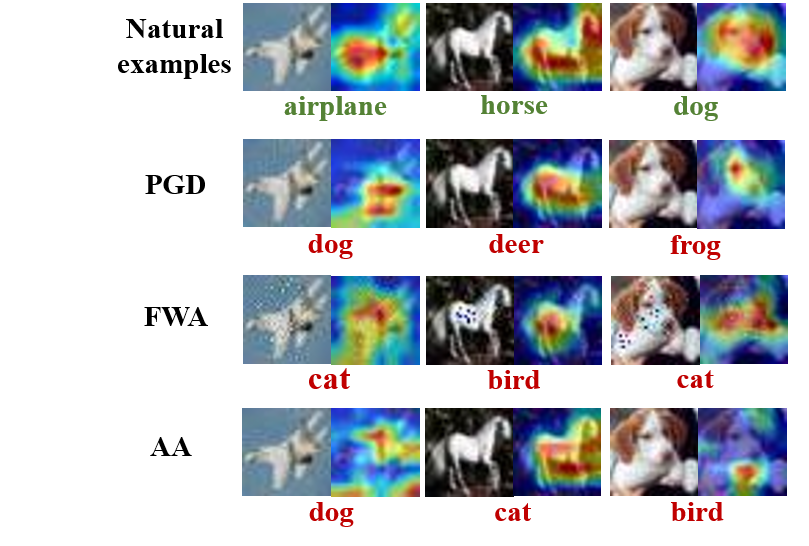 Natural
examples
airplane horse dog
PGD
dog deer frog
FWA
cat bird cat
AA
dog cat bird